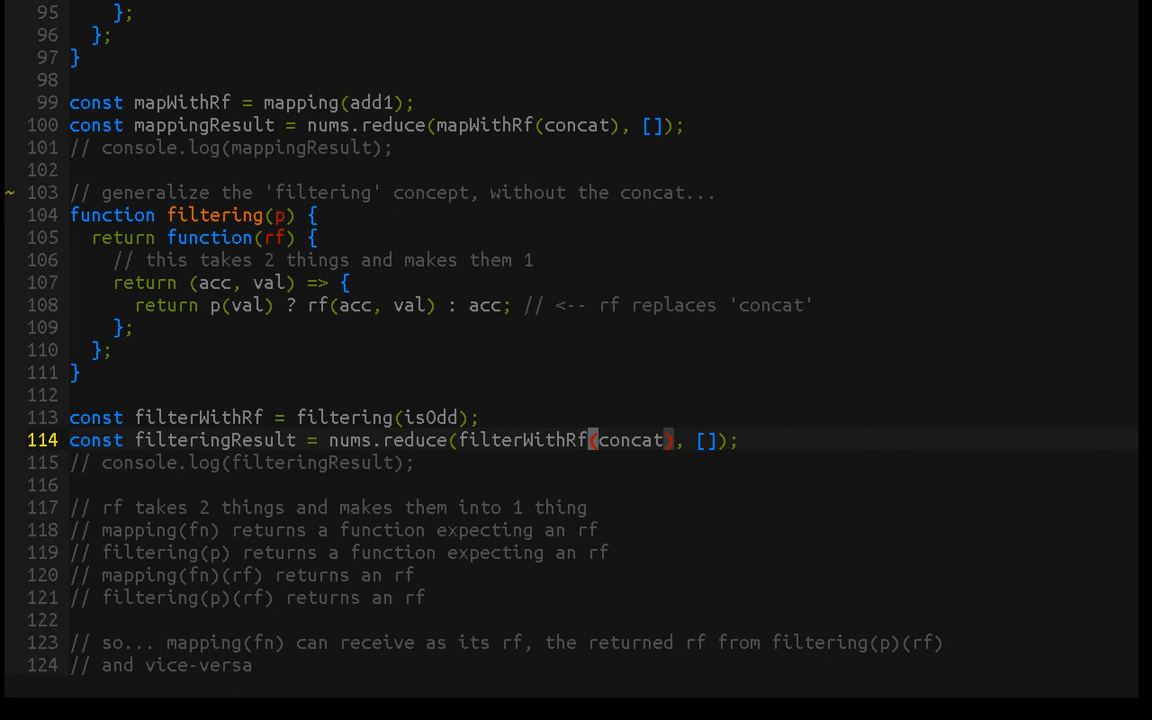 95     };
96   };
97 }
98
99 const mapWithRf = mapping(add1);
100 const mappingResult = nums.reduce(mapWithRf(concat), []);
101 // console.log(mappingResult);
102
~ 103 // generalize the 'filtering' concept, without the concat...
104 function filtering(p) {
105   return function(rf) {
106     // this takes 2 things and makes them 1
107     return (acc, val) => {
108       return p(val) ? rf(acc, val) : acc; // <-- rf replaces 'concat'
109     };
110   };
111 }
112
113 const filterWithRf = filtering(isOdd);
114 const filteringResult = nums.reduce(filterWithRf(concat), []);
115 // console.log(filteringResult);
116
117 // rf takes 2 things and makes them into 1 thing
118 // mapping(fn) returns a function expecting an rf
119 // filtering(p) returns a function expecting an rf
120 // mapping(fn)(rf) returns an rf
121 // filtering(p)(rf) returns an rf
122
123 // so... mapping(fn) can receive as its rf, the returned rf from filtering(p)(rf)
124 // and vice-versa